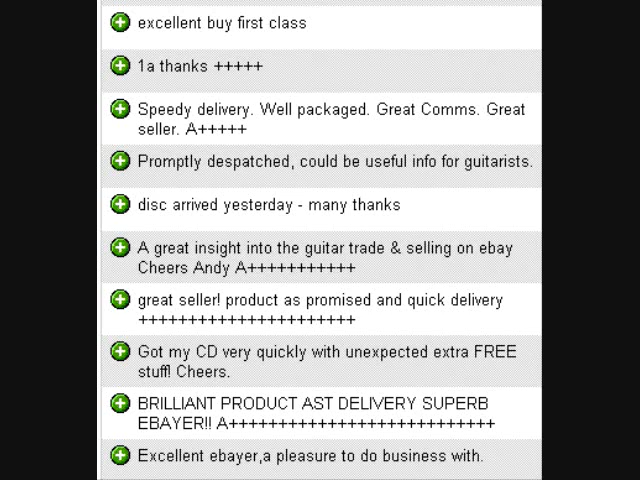 excellent buy first class
1a thanks +++++
Speedy delivery. Well packaged. Great Comms. Great
seller. A+++++
Promptly despatched, could be useful info for guitarists.
disc arrived yesterday - many thanks
A great insight into the guitar trade & selling on ebay
Cheers Andy A+++++++++++
great seller! product as promised and quick delivery
++++++++++++++++++++++
Got my CD very quickly with unexpected extra FREE
stuff! Cheers.
BRILLIANT PRODUCT AST DELIVERY SUPERB
EBAYER!! A+++++++++++++++++++++++++++
Excellent ebayer,a pleasure to do business with.